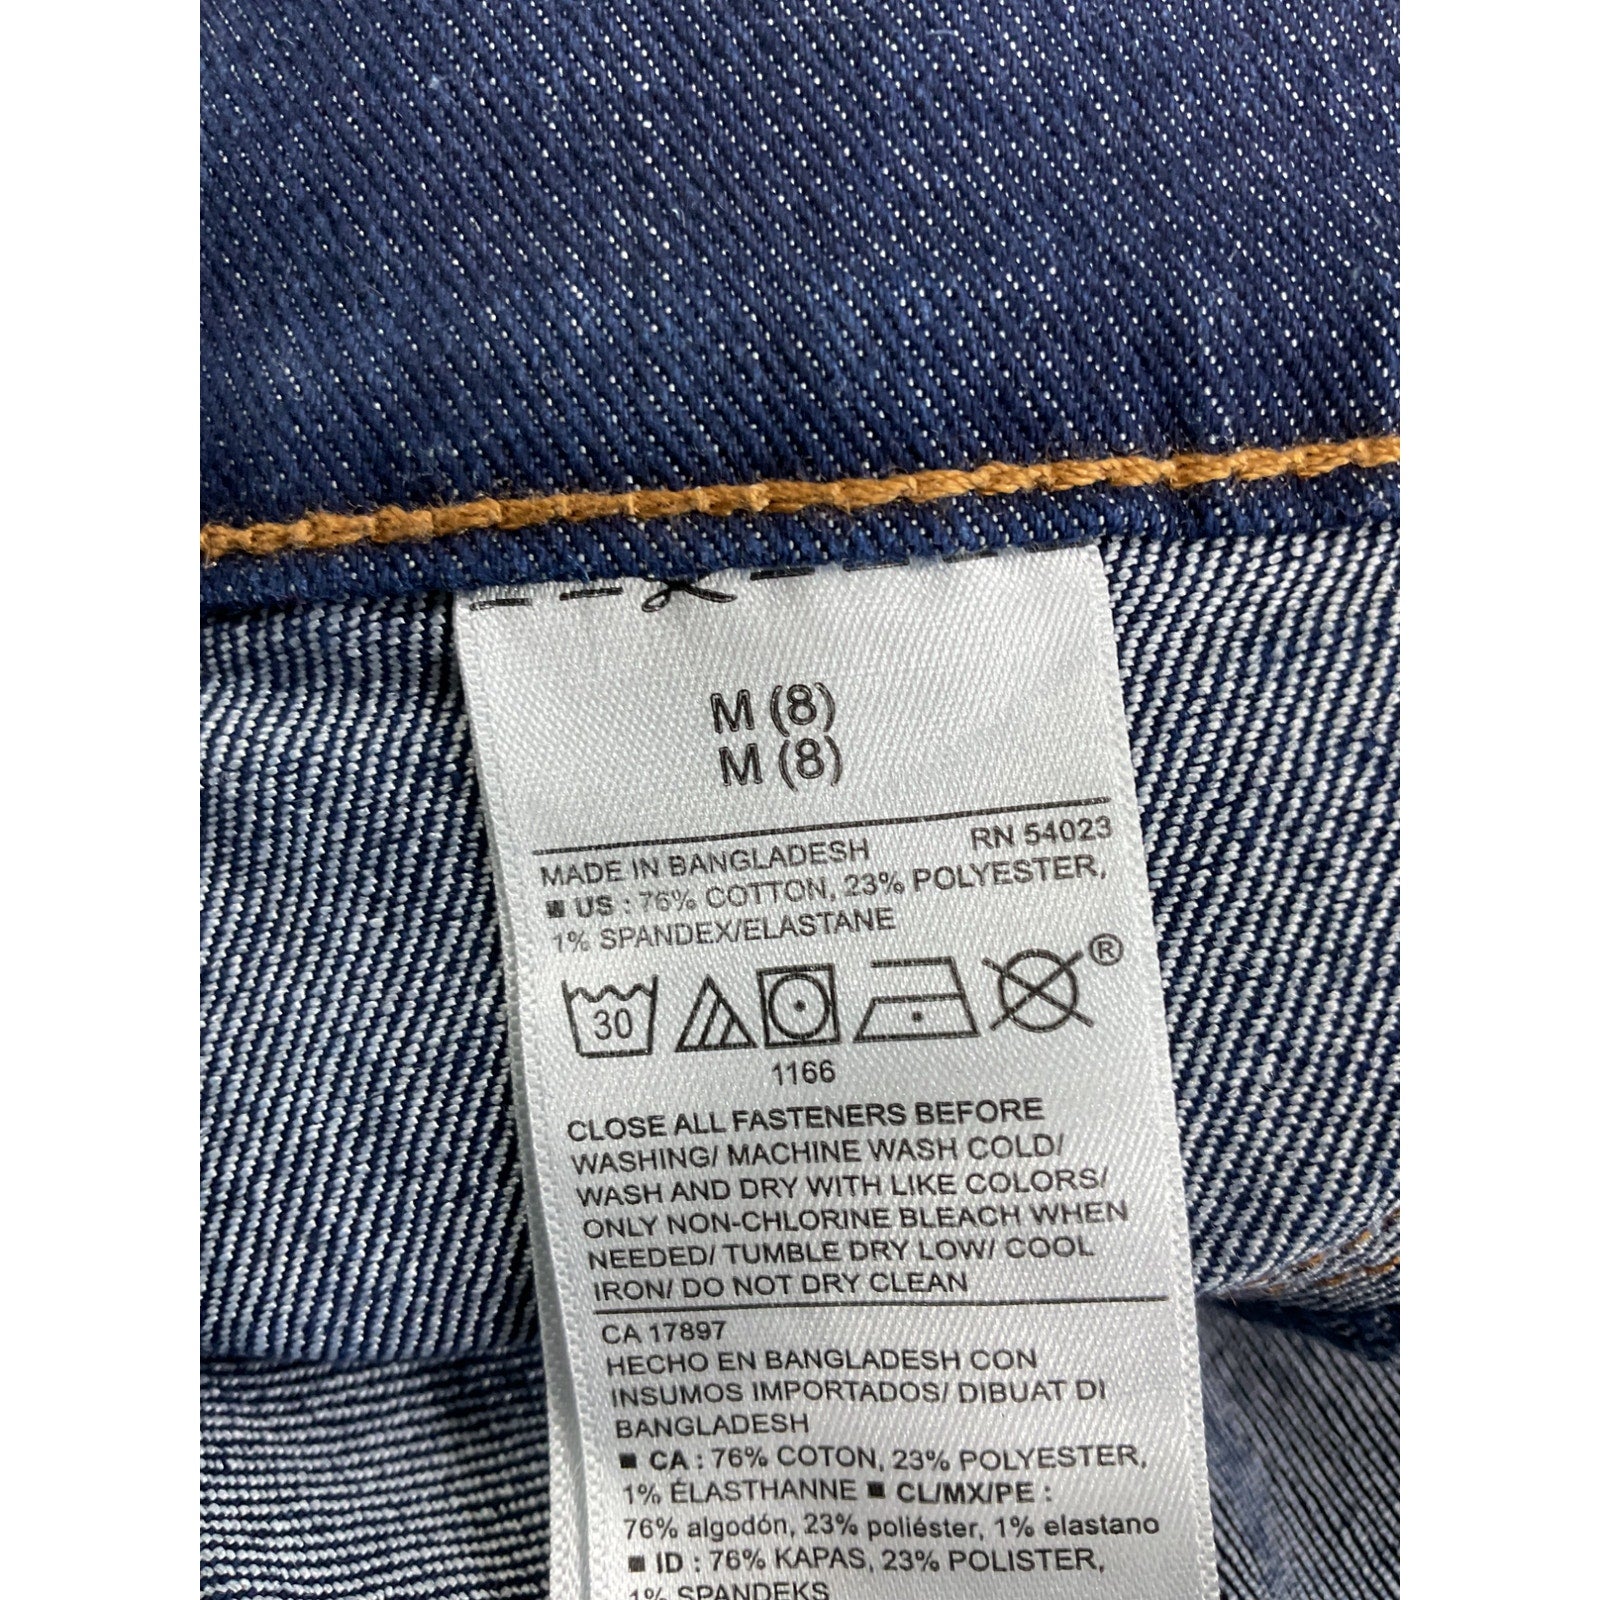 M (8)
M (8)
RN 54023
MADE IN BANGLADESH
■ US : 76% COTTON, 23% POLYESTER,
1% SPANDEX/ELASTANE
30
®
1166
CLOSE ALL FASTENERS BEFORE
WASHING/ MACHINE WASH COLD/
WASH AND DRY WITH LIKE COLORS/
ONLY NON-CHLORINE BLEACH WHEN
NEEDED/ TUMBLE DRY LOW/ COOL
IRON/ DO NOT DRY CLEAN
CA 17897
HECHO EN BANGLADESH CON
INSUMOS IMPORTADOS/ DIBUAT DI
BANGLADESH
■ CA : 76% COTON, 23% POLYESTER,
1% ÉLASTHANNE ■ CL/MX/PE :
76% algodón, 23% poliéster, 1% elastano
■ ID : 76% KAPAS, 23% POLISTER,
1% SPANDEKS